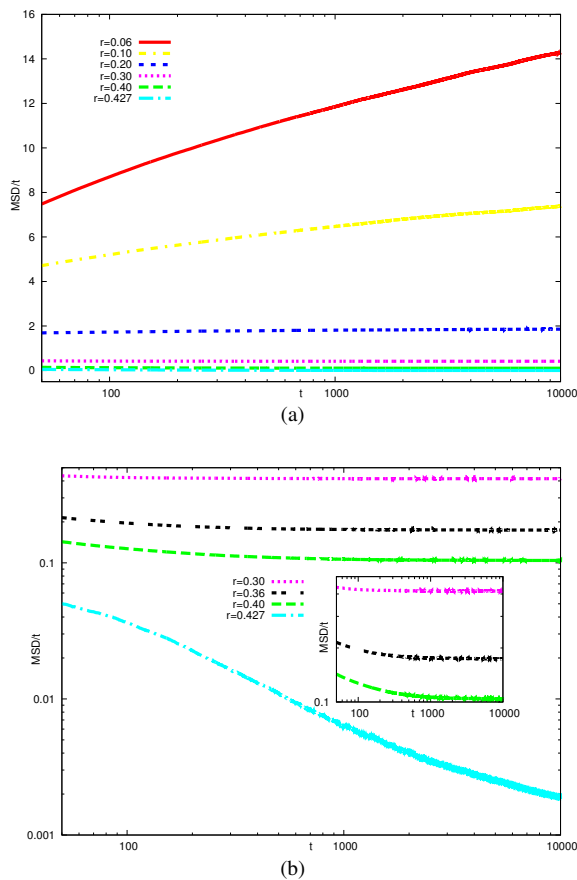 16
14
12
10
8
6
4
2
0
MSD/t
r=0.06
r=0.10
r=0.20
r=0.30
r=0.40
r=0.427
100 t 1000 10000
(a)
0.1
0.01
0.001
MSD/t
r=0.30
r=0.36
r=0.40
r=0.427
MSD/t
0.1
100 t 1000 10000
100 t 1000 10000
(b)